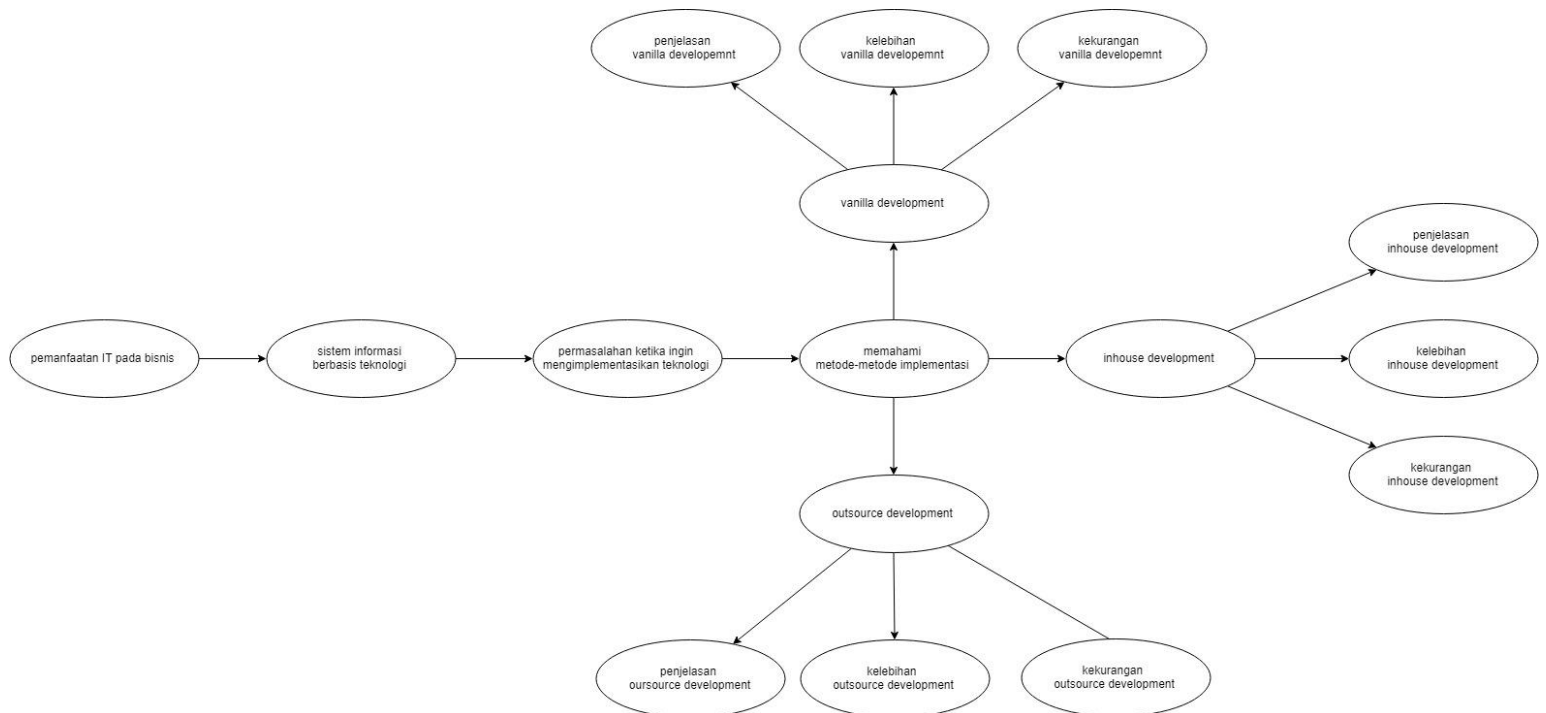 penjelasan
vanilla developemnt
kelebihan
vanilla developemnt
kekurangan
vanilla developemnt
vanilla development
penjelasan
inhouse development
pemanfaatan IT pada bisnis
sistem informasi
berbasis teknologi
permasalahan ketika ingin
mengimplementasikan teknologi
memahami
metode-metode implementasi
inhouse development
kelebihan
inhouse development
kekurangan
inhouse development
outsource development
penjelasan
oursource development
kelebihan
outsource development
kekurangan
outsource development